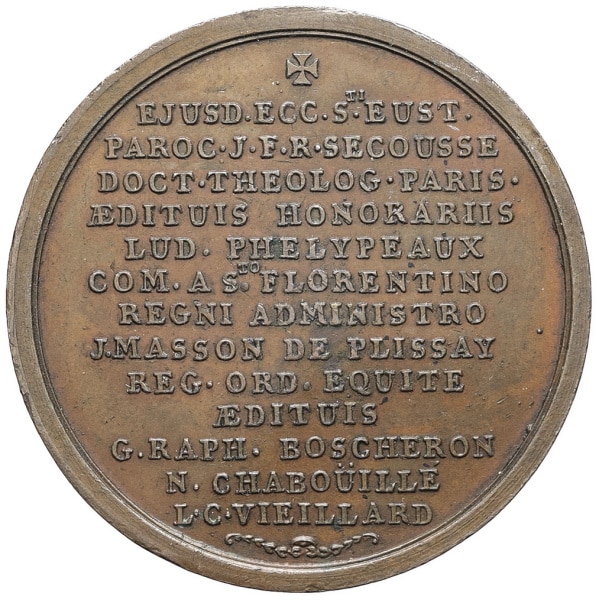 EJUSD. ECC. S.TI EUST.
PAROC. J. F. R. SECOUSSE
DOCT. THEOLOG. PARIS.
ÆDITUIS HONORARIIS
LUD. PHELYPEAUX
COM. A S.TO FLORENTINO
REGNI ADMINISTRO
J. MASSON DE PLISSAY
REG. ORD. EQUITE
ÆDITUIS
G. RAPH. BOSCHERON
N. CHABOÜILLÉ
L. C. VIEILLARD